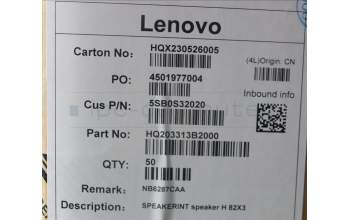 Lenovo
Carton No: HQX230526005
(4L)Origin. CN
PO: 4501977004
Inbound info
Cus P/N: 5SB0S32020
Part No: HQ203313B2000
QTY: 50
Remark: NB6287CAA
Description: SPEAKERINT speaker H 82X3